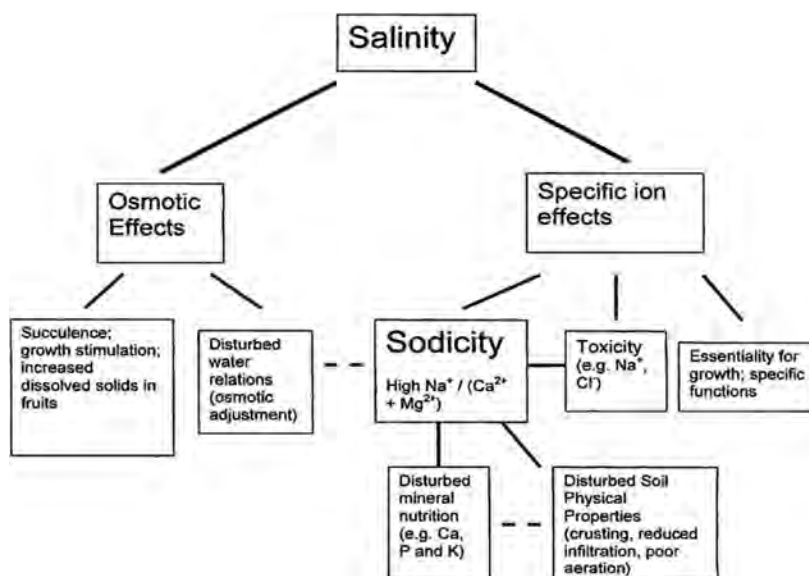 Salinity
Osmotic
Effects
Specific ion
effects
Succulence;
growth stimulation;
increased
dissolved solids in
fruits
Disturbed
water
relations
(osmotic
adjustment)
Sodicity
High Na⁺ / (Ca²⁺
+ Mg²⁺)
Toxicity
(e.g. Na⁺,
Cl⁻)
Essentiality for
growth; specific
functions
Disturbed
mineral
nutrition
(e.g. Ca,
P and K)
Disturbed Soil
Physical
Properties
(crusting, reduced
infiltration, poor
aeration)